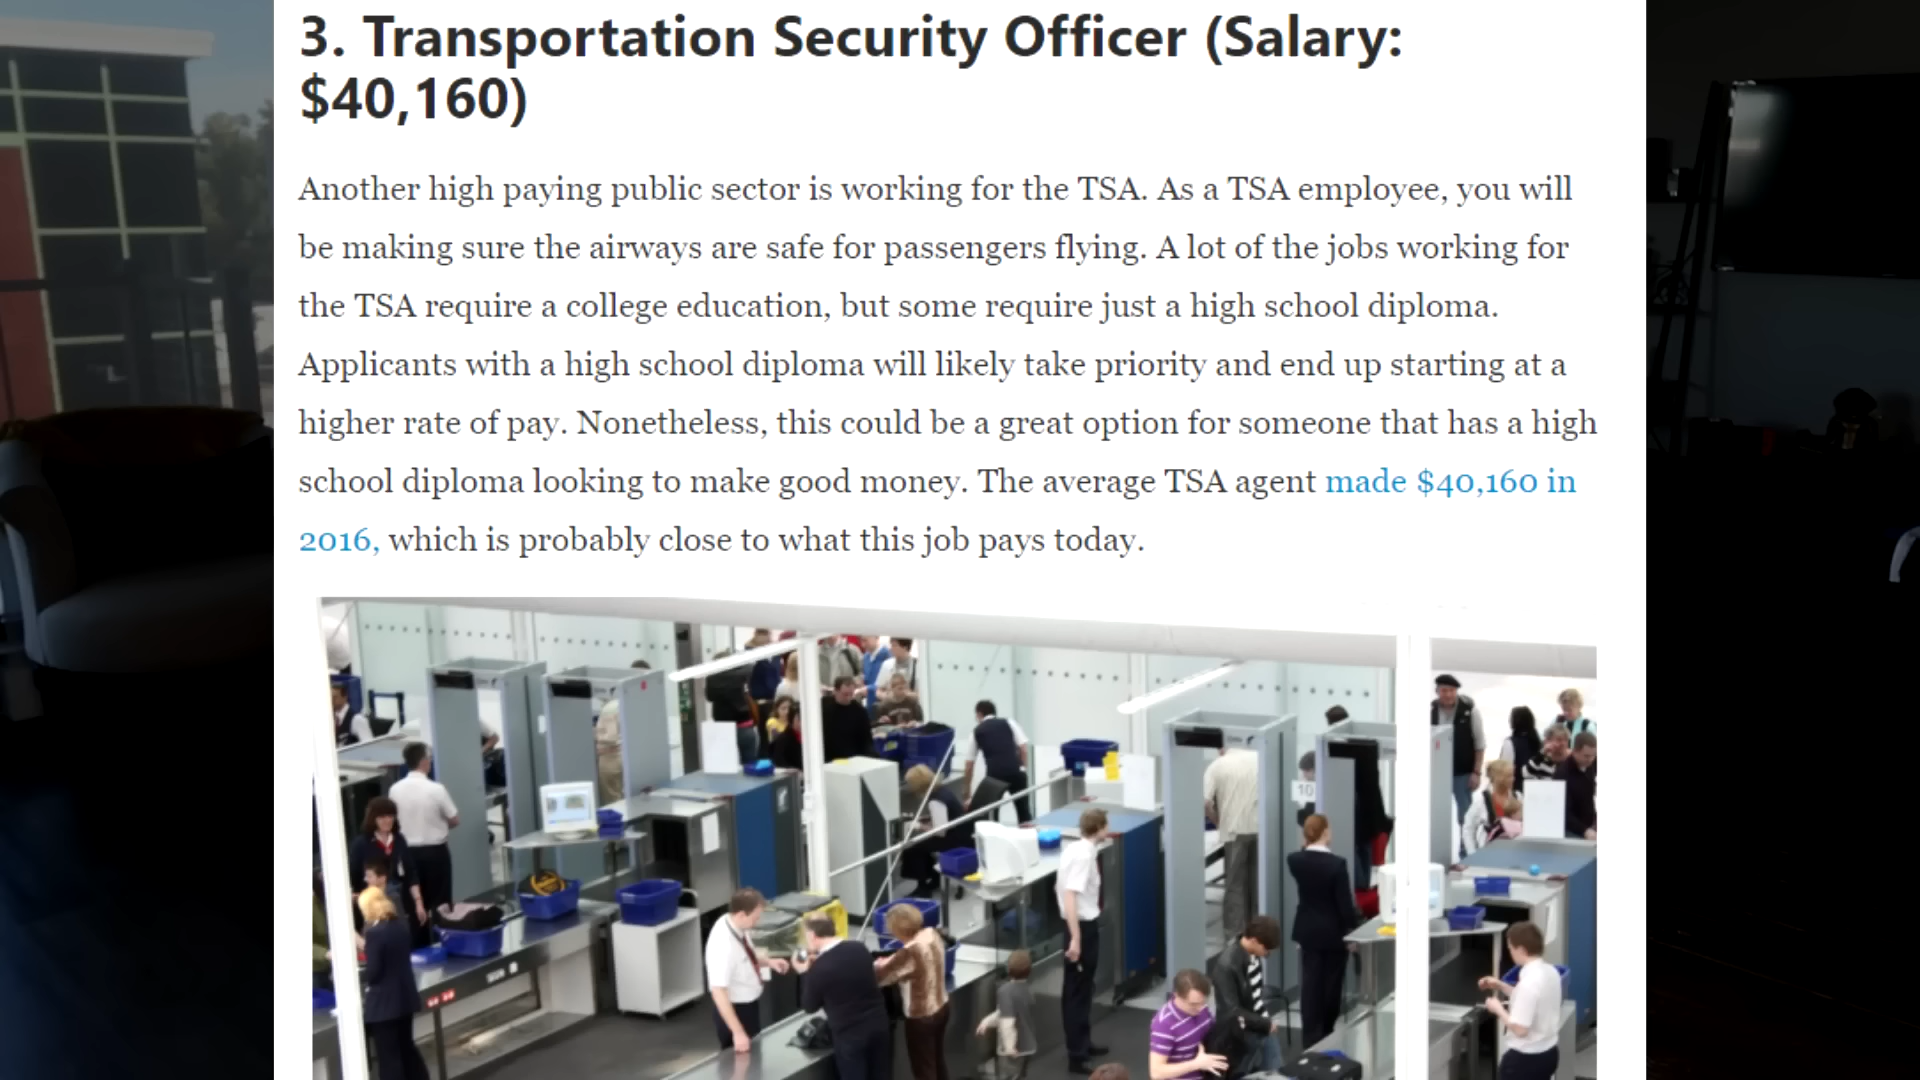 3. Transportation Security Officer (Salary:
$40,160)
Another high paying public sector is working for the TSA. As a TSA employee, you will
be making sure the airways are safe for passengers flying. A lot of the jobs working for
the TSA require a college education, but some require just a high school diploma.
Applicants with a high school diploma will likely take priority and end up starting at a
higher rate of pay. Nonetheless, this could be a great option for someone that has a high
school diploma looking to make good money. The average TSA agent made $40,160 in
2016, which is probably close to what this job pays today.
10